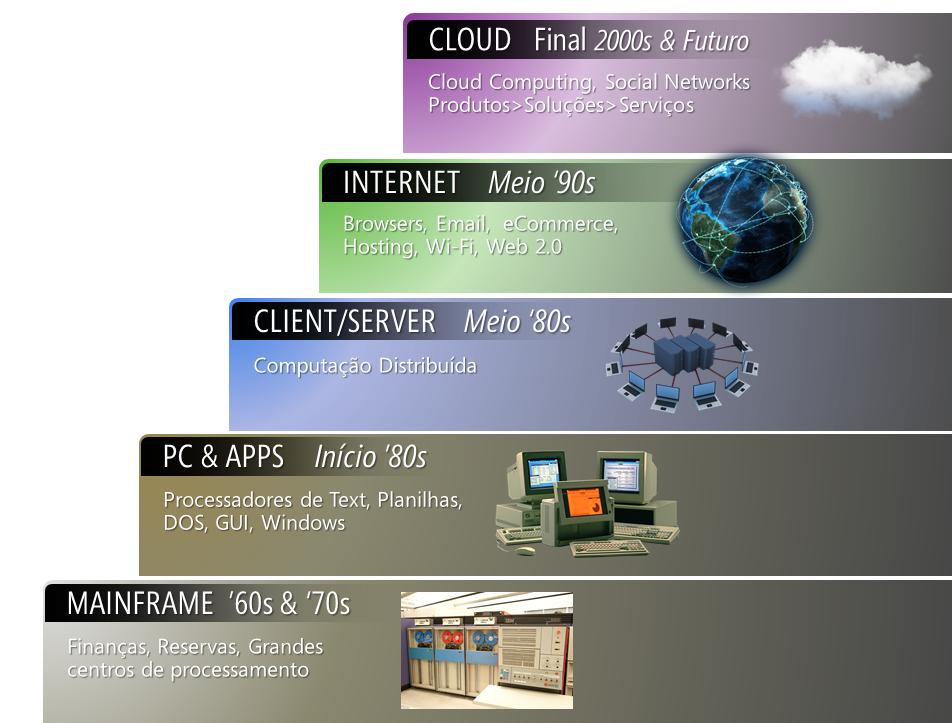 CLOUD Final 2000s & Futuro
Cloud Computing, Social Networks
Produtos>Soluções>Serviços
INTERNET Meio '90s
Browsers, Email, eCommerce,
Hosting, Wi-Fi, Web 2.0
CLIENT/SERVER Meio '80s
Computação Distribuída
PC & APPS Início '80s
Processadores de Text, Planilhas,
DOS, GUI, Windows
MAINFRAME '60s & '70s
Finanças, Reservas, Grandes
centros de processamento